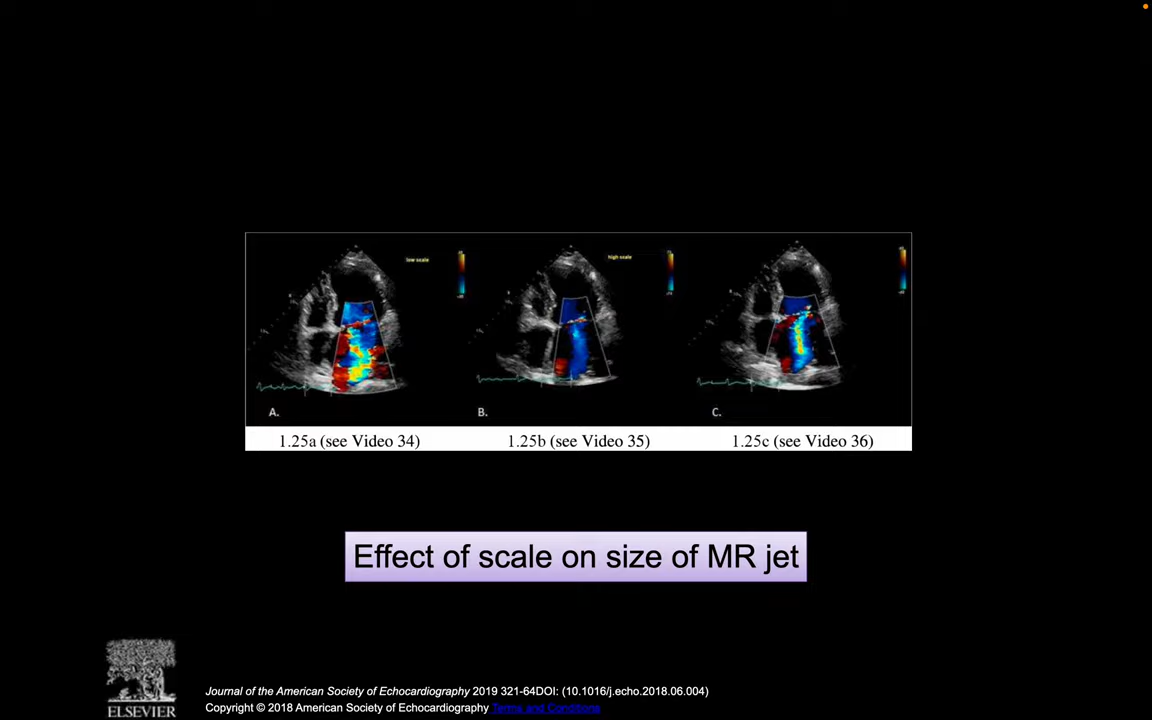 low scale
high scale
A.
B.
C.
1.25a (see Video 34)
1.25b (see Video 35)
1.25c (see Video 36)
Effect of scale on size of MR jet
ELSEVIER
Journal of the American Society of Echocardiography 2019 321-64DOI: (10.1016/j.echo.2018.06.004)
Copyright © 2018 American Society of Echocardiography Terms and Conditions